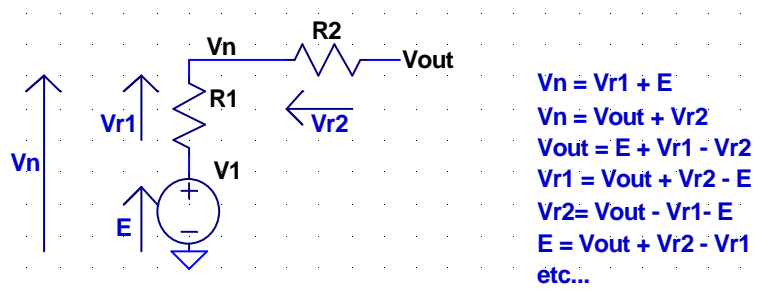 R2
Vn
Vout
R1
Vr1
Vr2
Vn
V1
E
Vn = Vr1 + E
Vn = Vout + Vr2
Vout = E + Vr1 - Vr2
Vr1 = Vout + Vr2 - E
Vr2= Vout - Vr1- E
E = Vout + Vr2 - Vr1
etc...